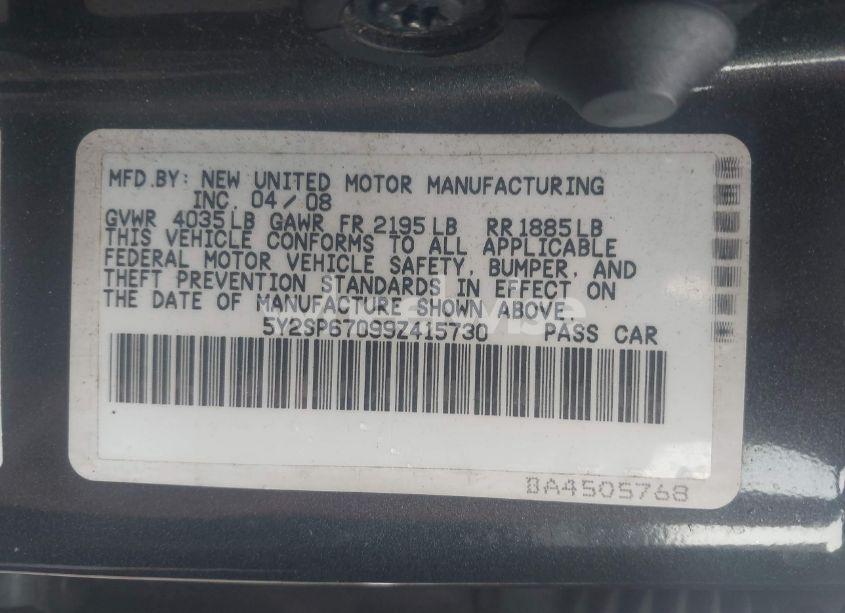 MFD.BY: NEW UNITED MOTOR MANUFACTURING
INC. 04/08
GVWR 4035LB GAWR FR 2195LB RR1885LB
THIS VEHICLE CONFORMS TO ALL APPLICABLE
FEDERAL MOTOR VEHICLE SAFETY, BUMPER, AND
THEFT PREVENTION STANDARDS IN EFFECT ON
THE DATE OF MANUFACTURE SHOWN ABOVE.
5Y2SP67099Z415730 PASS CAR
BA4505768